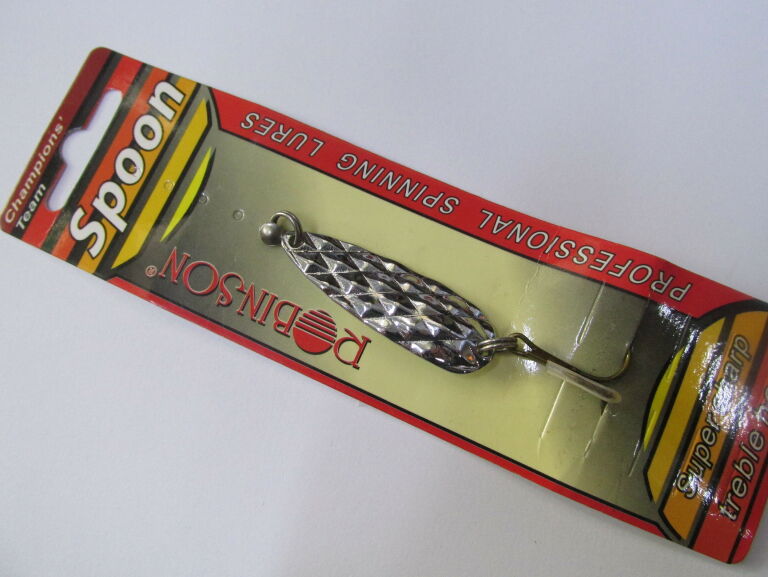 Champions'
Team
Spoon
PROFESSIONAL SPINNING LURES
ROBINSON®
Super sharp
treble